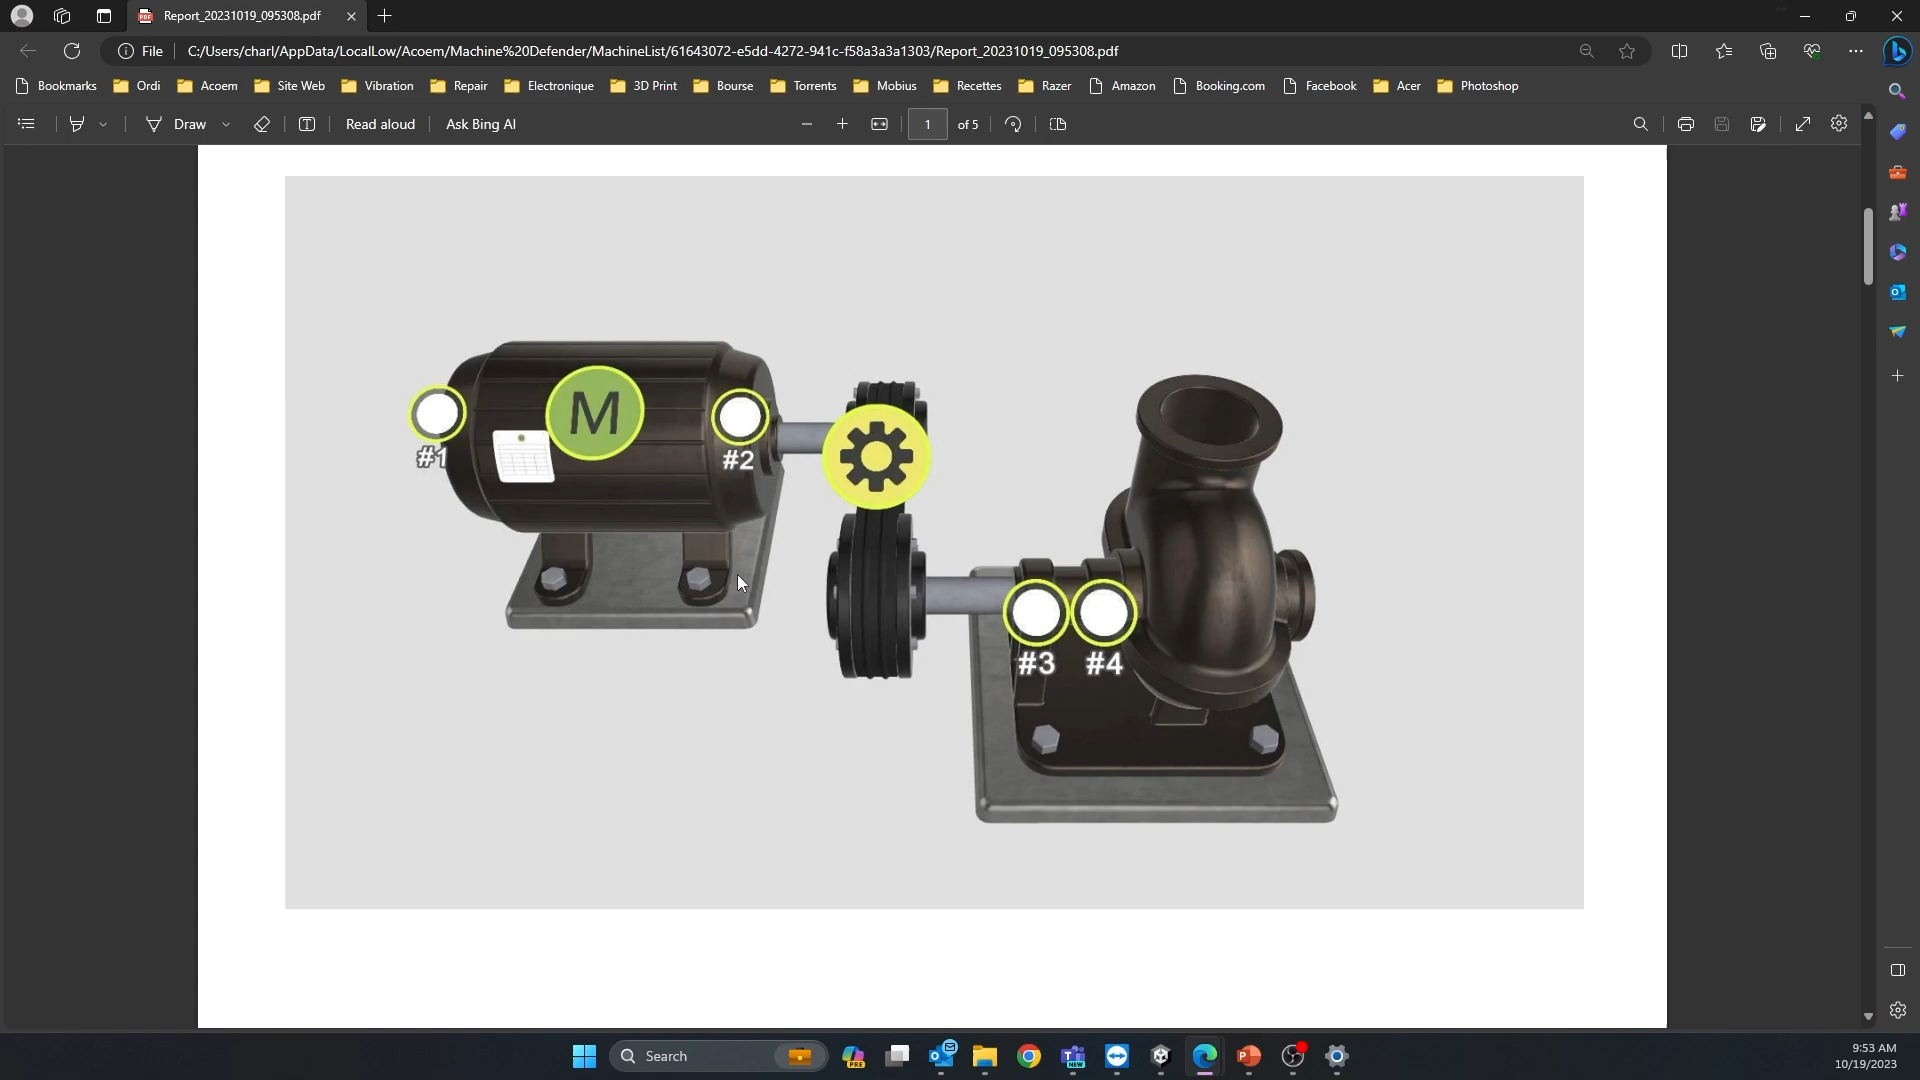 Report_20231019_095308.pdf
File
C:/Users/charl/AppData/LocalLow/Acoem/Machine%20Defender/MachineList/61643072-e5dd-4272-941c-f58a3a3a1303/Report_20231019_095308.pdf
Bookmarks
Ordi
Acoem
Site Web
Vibration
Repair
Electronique
3D Print
Bourse
Torrents
Mobius
Recettes
Razer
Amazon
Booking.com
Facebook
Acer
Photoshop
Draw
Read aloud
Ask Bing AI
1
of 5
M
#1
#2
#3 #4
Search
PRE
NEW
9:53 AM
10/19/2023